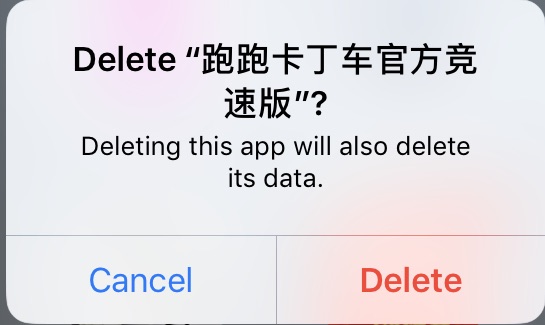 Delete “跑跑卡丁车官方竞
速版”?
Deleting this app will also delete
its data.
Cancel
Delete